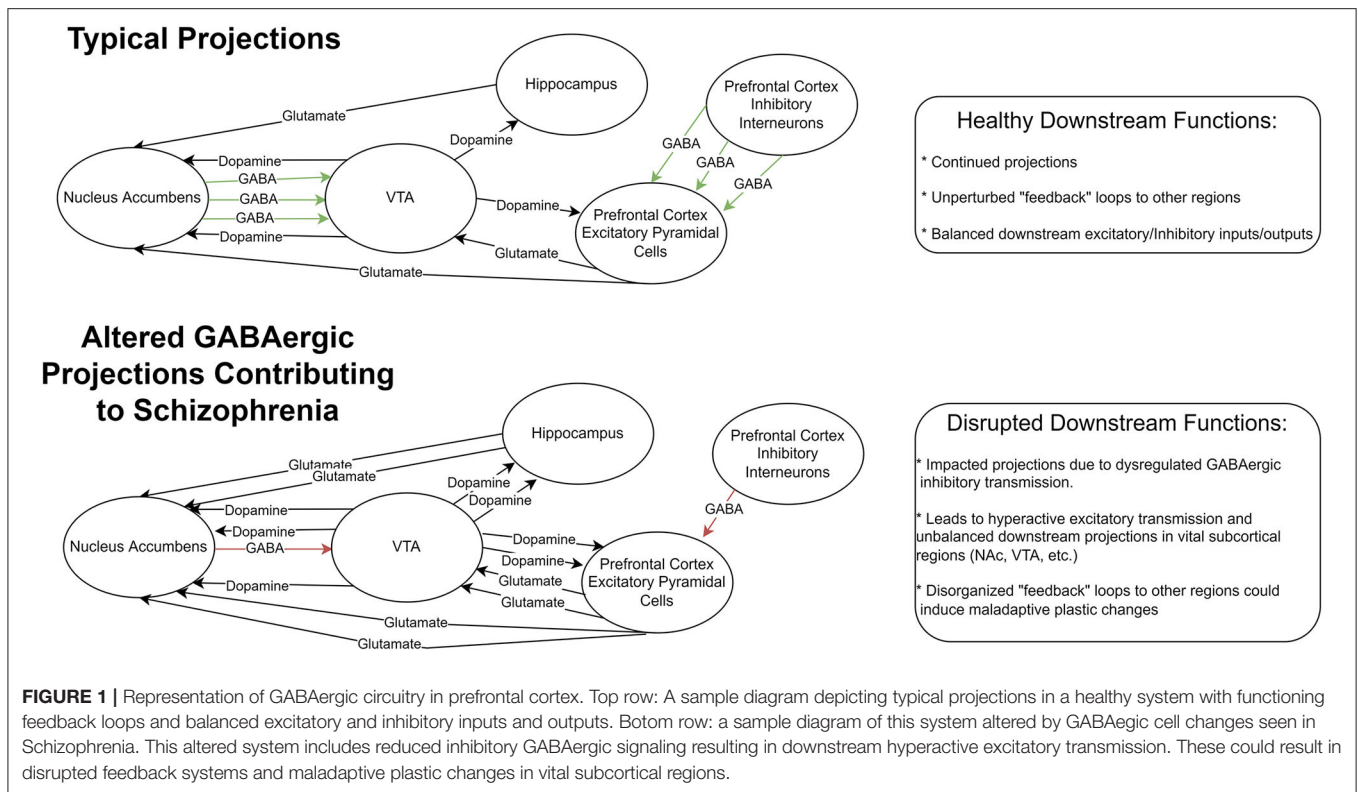 Typical Projections
Hippocampus
Prefrontal Cortex
Inhibitory
Interneurons
Glutamate
Dopamine
GABA
GABA
GABA
Dopamine
GABA
GABA
GABA
Dopamine
Nucleus Accumbens
VTA
Dopamine
Prefrontal Cortex
Excitatory Pyramidal
Cells
Glutamate
Glutamate
Healthy Downstream Functions:
* Continued projections
* Unperturbed "feedback" loops to other regions
* Balanced downstream excitatory/Inhibitory inputs/outputs
Altered GABAergic
Projections Contributing
to Schizophrenia
Hippocampus
Prefrontal Cortex
Inhibitory
Interneurons
Glutamate
Glutamate
Dopamine
Dopamine
GABA
Dopamine
Dopamine
GABA
Dopamine
Nucleus Accumbens
VTA
Dopamine
Dopamine
Glutamate
Glutamate
Prefrontal Cortex
Excitatory Pyramidal
Cells
Glutamate
Glutamate
Disrupted Downstream Functions:
* Impacted projections due to dysregulated GABAergic
inhibitory transmission.
* Leads to hyperactive excitatory transmission and
unbalanced downstream projections in vital subcortical
regions (NAc, VTA, etc.)
* Disorganized "feedback" loops to other regions could
induce maladaptive plastic changes
FIGURE 1 | Representation of GABAergic circuitry in prefrontal cortex. Top row: A sample diagram depicting typical projections in a healthy system with functioning
feedback loops and balanced excitatory and inhibitory inputs and outputs. Botom row: a sample diagram of this system altered by GABAegic cell changes seen in
Schizophrenia. This altered system includes reduced inhibitory GABAergic signaling resulting in downstream hyperactive excitatory transmission. These could result in
disrupted feedback systems and maladaptive plastic changes in vital subcortical regions.